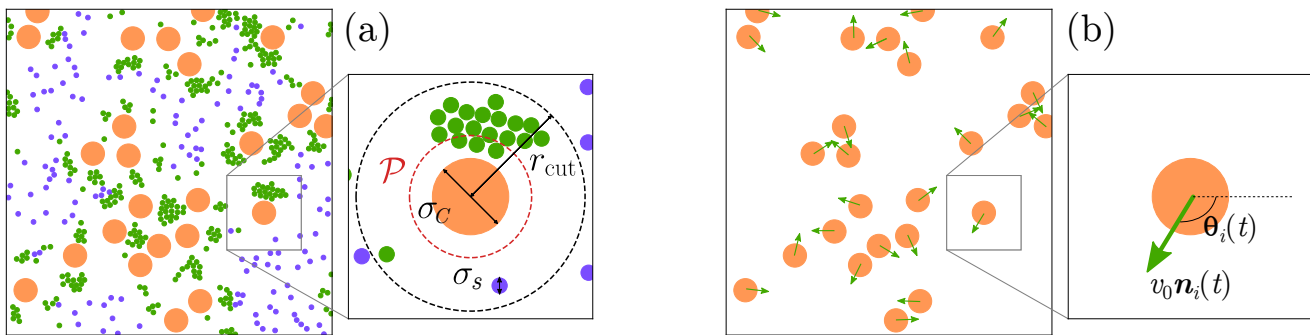 (a)
𝒫
r_cut
σ_C
σ_s
(b)
θ_i(t)
v_0 n_i(t)